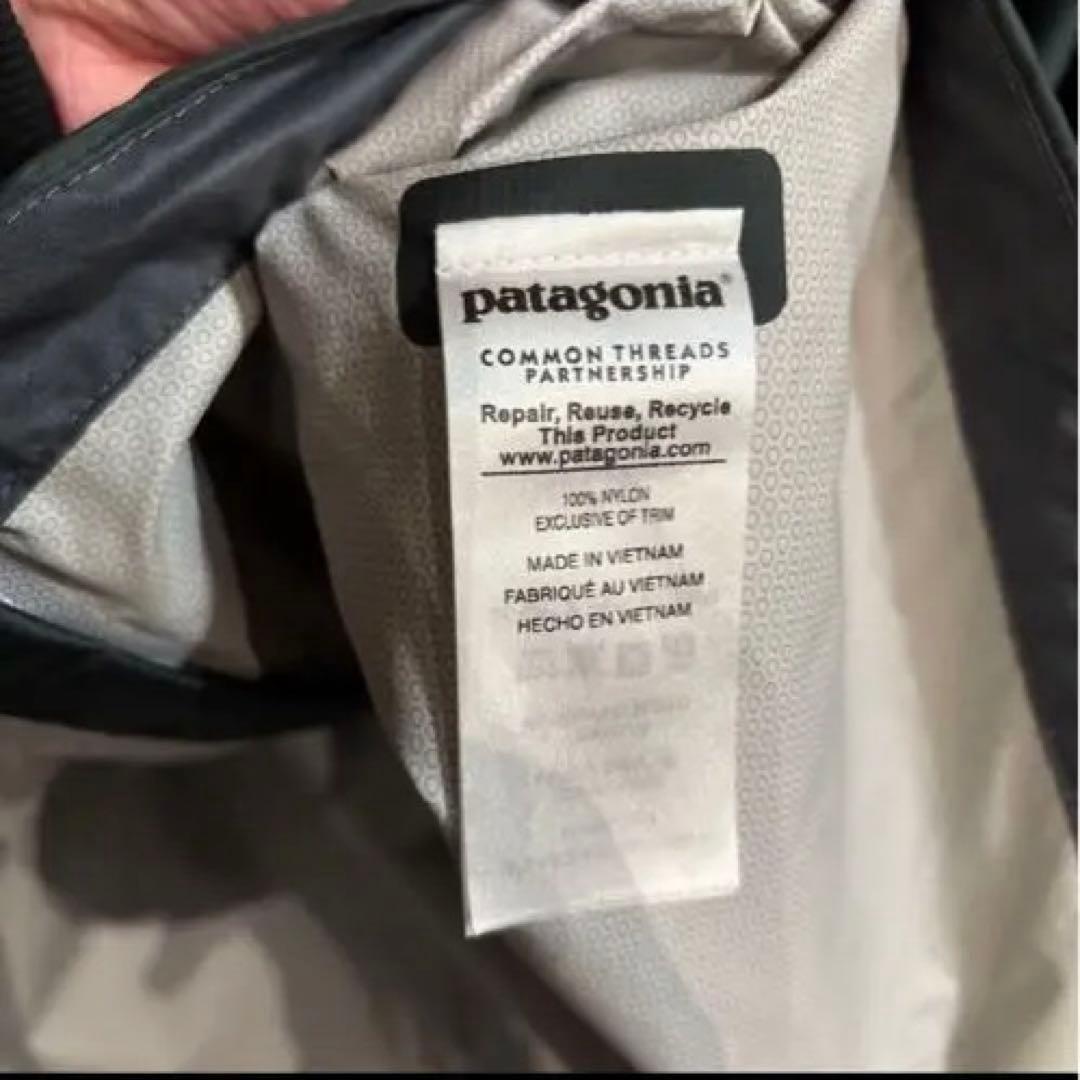 patagonia®
COMMON THREADS
PARTNERSHIP
Repair, Reuse, Recycle
This Product
www.patagonia.com
100% NYLON
EXCLUSIVE OF TRIM
MADE IN VIETNAM
FABRIQUÉ AU VIETNAM
HECHO EN VIETNAM